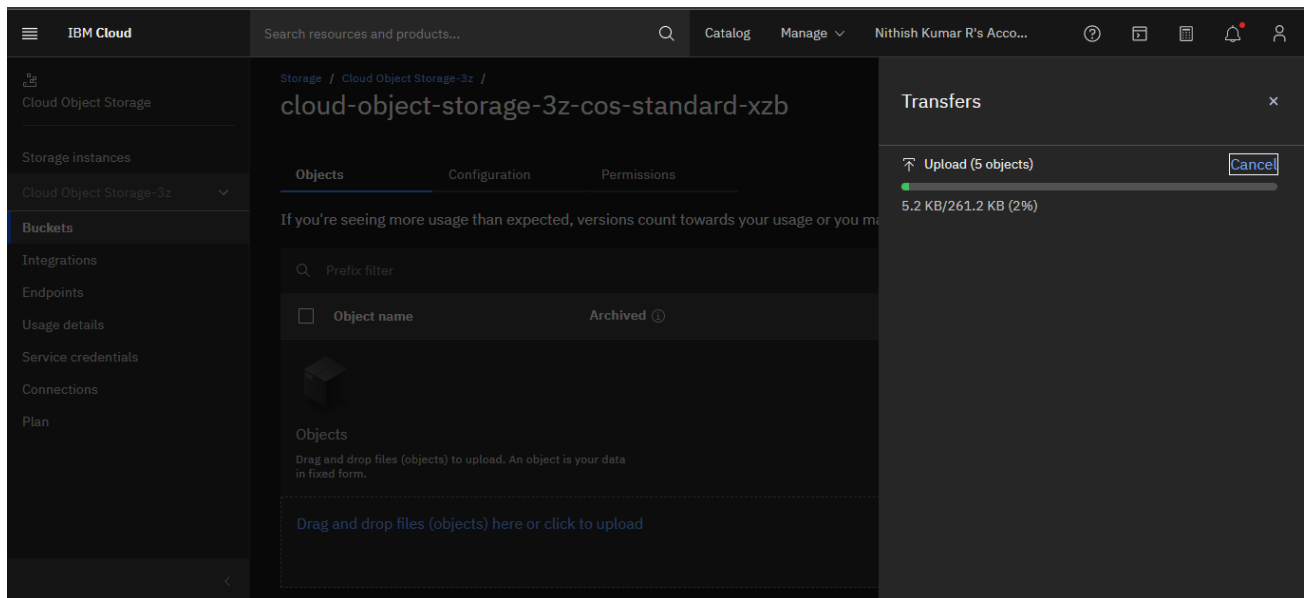 IBM Cloud
Search resources and products...
Catalog
Manage
Nithish Kumar R's Acco...
Cloud Object Storage
Storage instances
Cloud Object Storage-3z
Buckets
Integrations
Endpoints
Usage details
Service credentials
Connections
Plan
Storage / Cloud Object Storage-3z /
cloud-object-storage-3z-cos-standard-xzb
Objects
Configuration
Permissions
If you're seeing more usage than expected, versions count towards your usage or you ma
Prefix filter
Object name
Archived
Objects
Drag and drop files (objects) to upload. An object is your data
in fixed form.
Drag and drop files (objects) here or click to upload
Transfers
Upload (5 objects)
Cancel
5.2 KB/261.2 KB (2%)